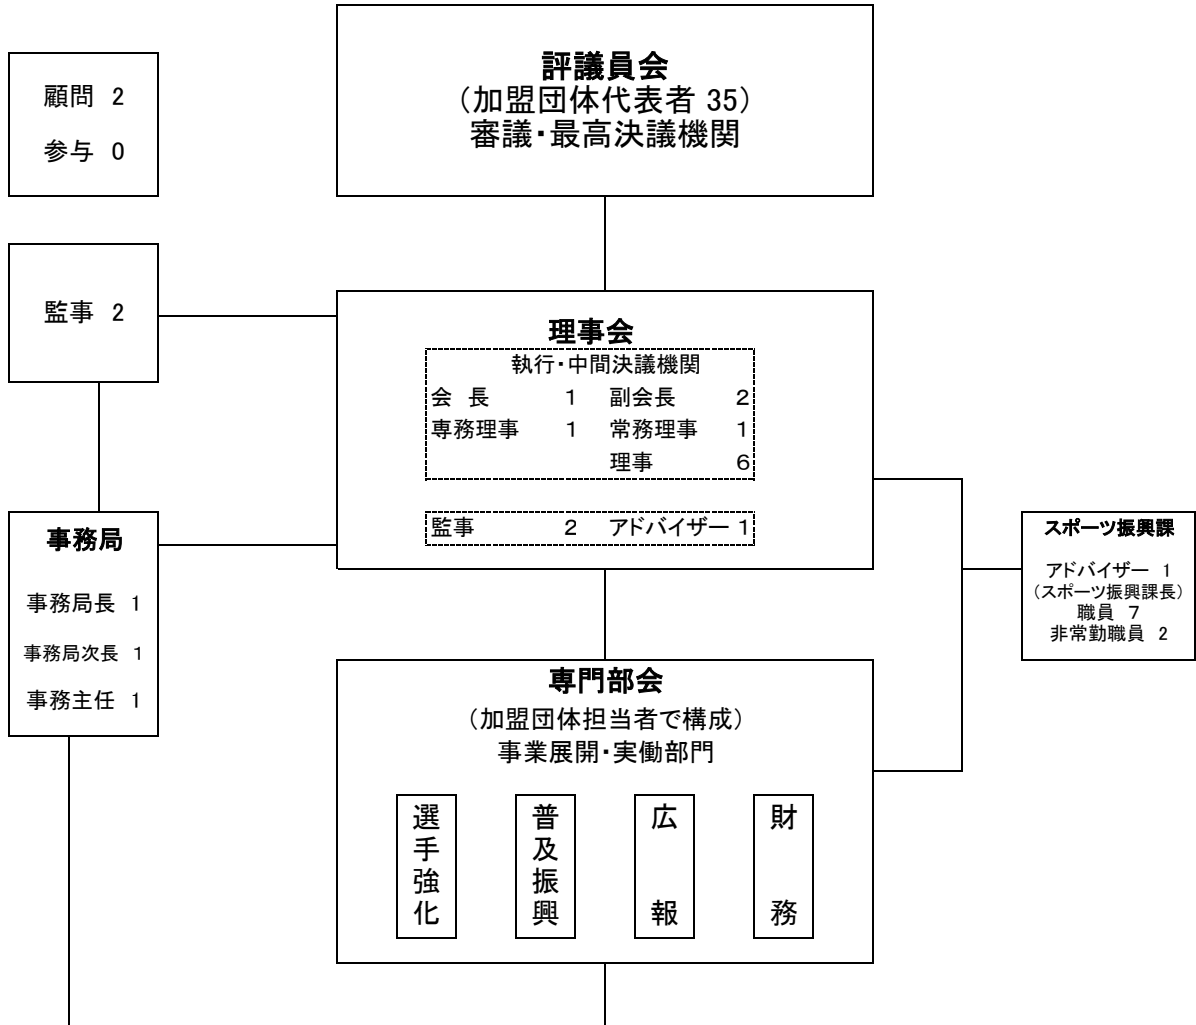 顧問 2
参与 0
評議員会
（加盟団体代表者 35）
審議・最高決議機関
監事 2
理事会
執行・中間決議機関
会 長 1 副会長 2
専務理事 1 常務理事 1
理事 6
監事 2 アドバイザー 1
事務局
事務局長 1
事務局次長 1
事務主任 1
スポーツ振興課
アドバイザー 1
（スポーツ振興課長）
職員 7
非常勤職員 2
専門部会
（加盟団体担当者で構成）
事業展開・実働部門
選手強化
普及振興
広報
財務